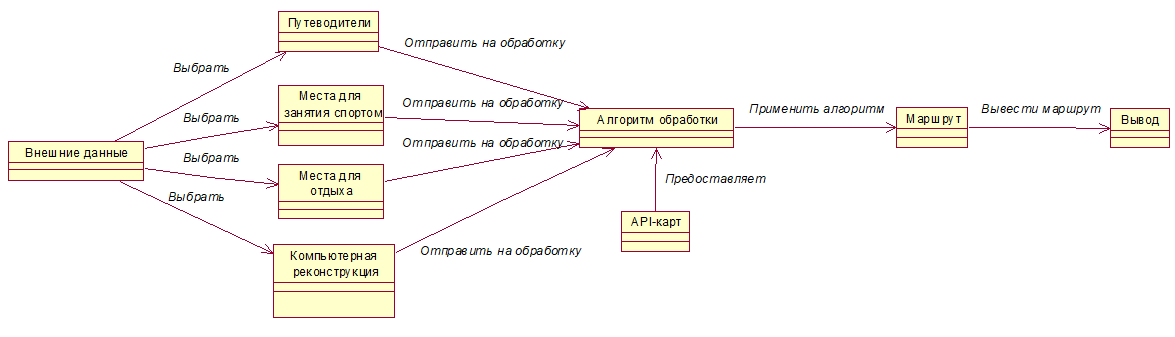 Путеводители
Отправить на обработку
Выбрать
Места для
занятия спортом
Отправить на обработку
Выбрать
Применить алгоритм
Вывести маршрут
Алгоритм обработки
Маршрут
Вывод
Отправить на обработку
Внешние данные
Выбрать
Места для
отдыха
Предоставляет
Выбрать
API-карт
Отправить на обработку
Компьютерная
реконструкция